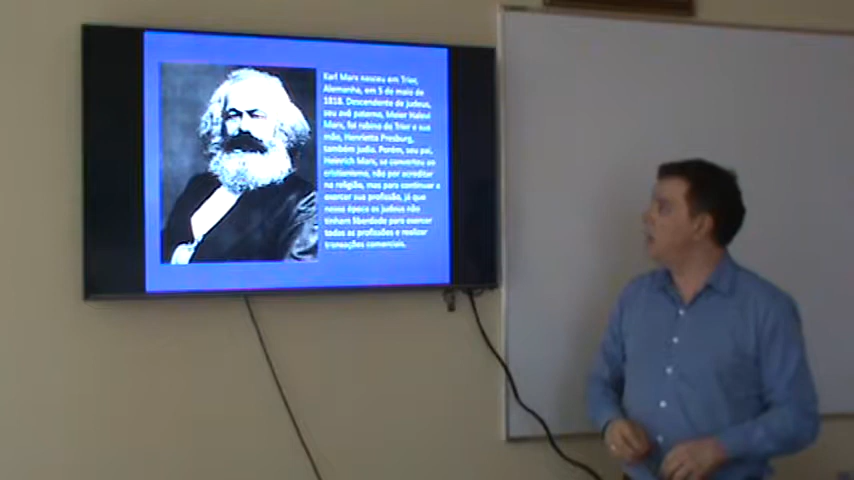 Karl Marx nasceu em Trier,
Alemanha, em 5 de maio de
1818. Descendente de judeus,
seu avô paterno, Meier Halevi
Marx, foi rabino de Trier e sua
mãe, Henrietta Pressburg,
também judia. Porém, seu pai,
Heinrich Marx, se converteu ao
cristianismo, não por acreditar
na religião, mas para continuar a
exercer sua profissão, já que
nessa época os judeus não
tinham liberdade para exercer
todas as profissões e realizar
transações comerciais.